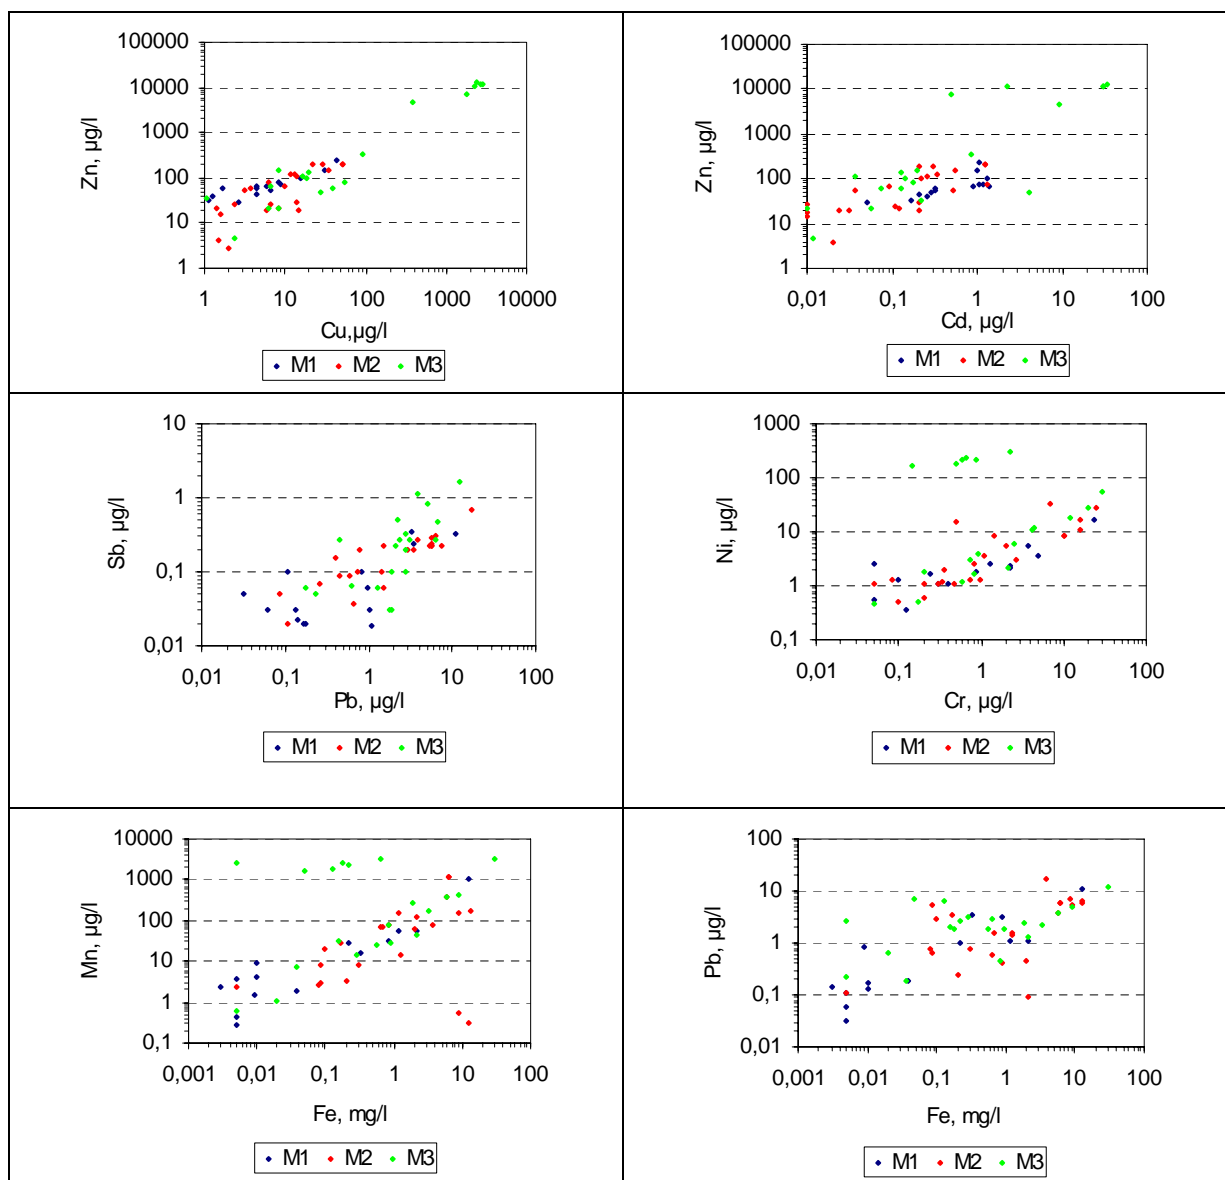 100000
10000
1000
100
10
1
Zn, µg/l
1 10 100 1000 10000
Cu,µg/l
M1 M2 M3
100000
10000
1000
100
10
1
Zn, µg/l
0,01 0,1 1 10 100
Cd, µg/l
M1 M2 M3
10
1
0,1
0,01
Sb, µg/l
0,01 0,1 1 10 100
Pb, µg/l
M1 M2 M3
1000
100
10
1
0,1
Ni, µg/l
0,01 0,1 1 10 100
Cr, µg/l
M1 M2 M3
10000
1000
100
10
1
0,1
Mn, µg/l
0,001 0,01 0,1 1 10 100
Fe, mg/l
M1 M2 M3
100
10
1
0,1
0,01
Pb, µg/l
0,001 0,01 0,1 1 10 100
Fe, mg/l
M1 M2 M3